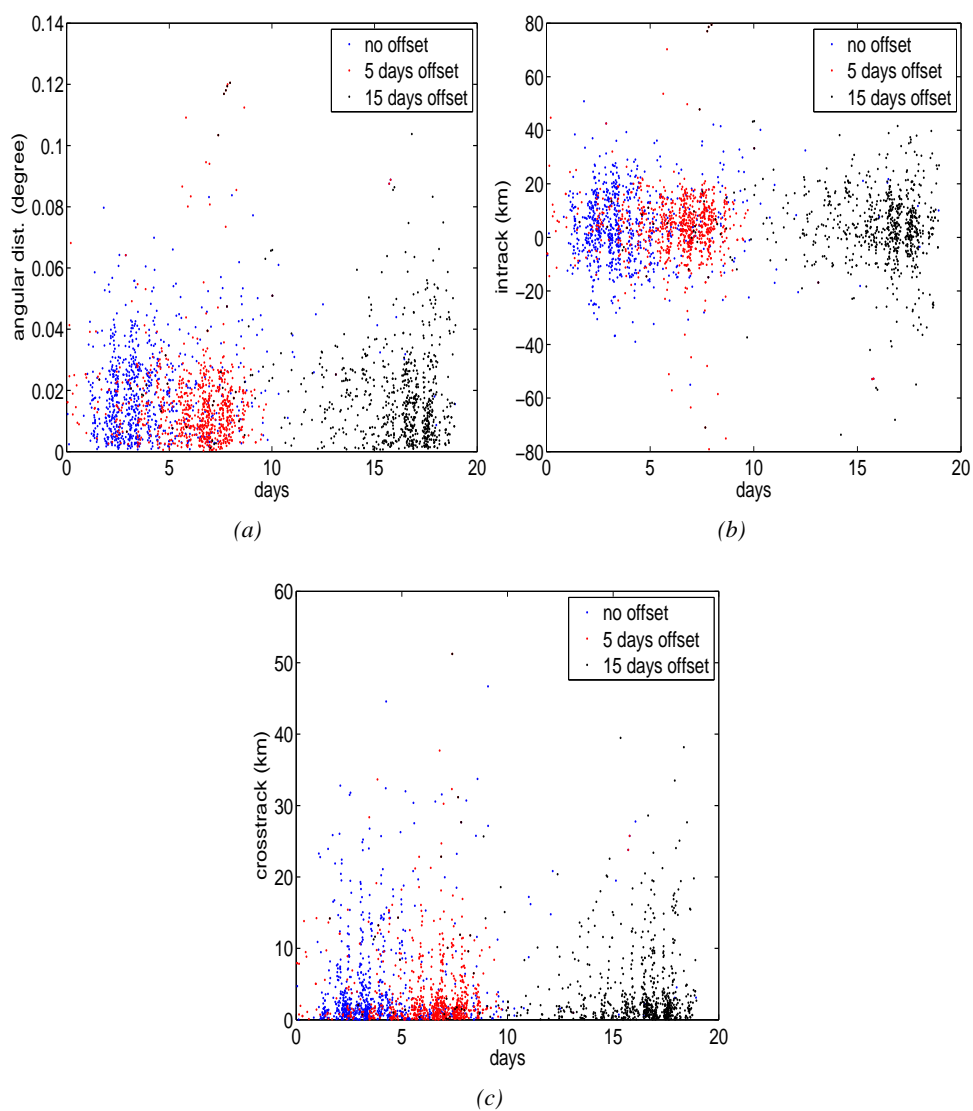 0.14
0.12
0.1
0.08
0.06
0.04
0.02
0
angular dist. (degree)
0
5
10
15
20
days
no offset
5 days offset
15 days offset
(a)
80
60
40
20
0
−20
−40
−60
−80
intrack (km)
0
5
10
15
20
days
no offset
5 days offset
15 days offset
(b)
60
50
40
30
20
10
0
crosstrack (km)
0
5
10
15
20
days
no offset
5 days offset
15 days offset
(c)